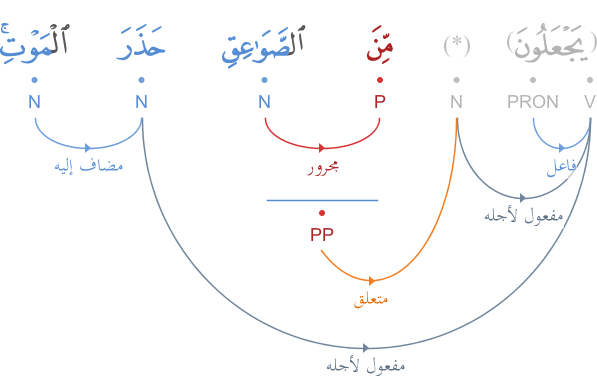 (يَجْعَلُونَ) (*) مِّنَ ٱلصَّوَٰعِقِ حَذَرَ ٱلْمَوْتِ ۚ
V PRON N P N N N
فاعل مجرور مضاف إليه
مفعول لأجله
PP
متعلق
مفعول لأجله